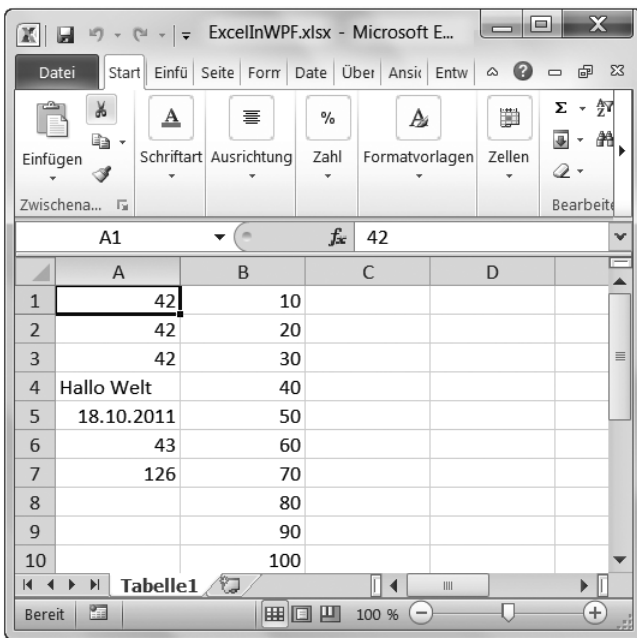 ExcelInWPF.xlsx - Microsoft E...
Datei Start Einfü Seite Form Date Über Ansic Entw
Einfügen Schriftart Ausrichtung % Zahl Formatvorlagen Zellen Σ
Zwischena... Bearbeite
A1 fx 42
A B C D
1 42 10
2 42 20
3 42 30
4 Hallo Welt 40
5 18.10.2011 50
6 43 60
7 126 70
8 80
9 90
10 100
Tabelle1
Bereit 100 %